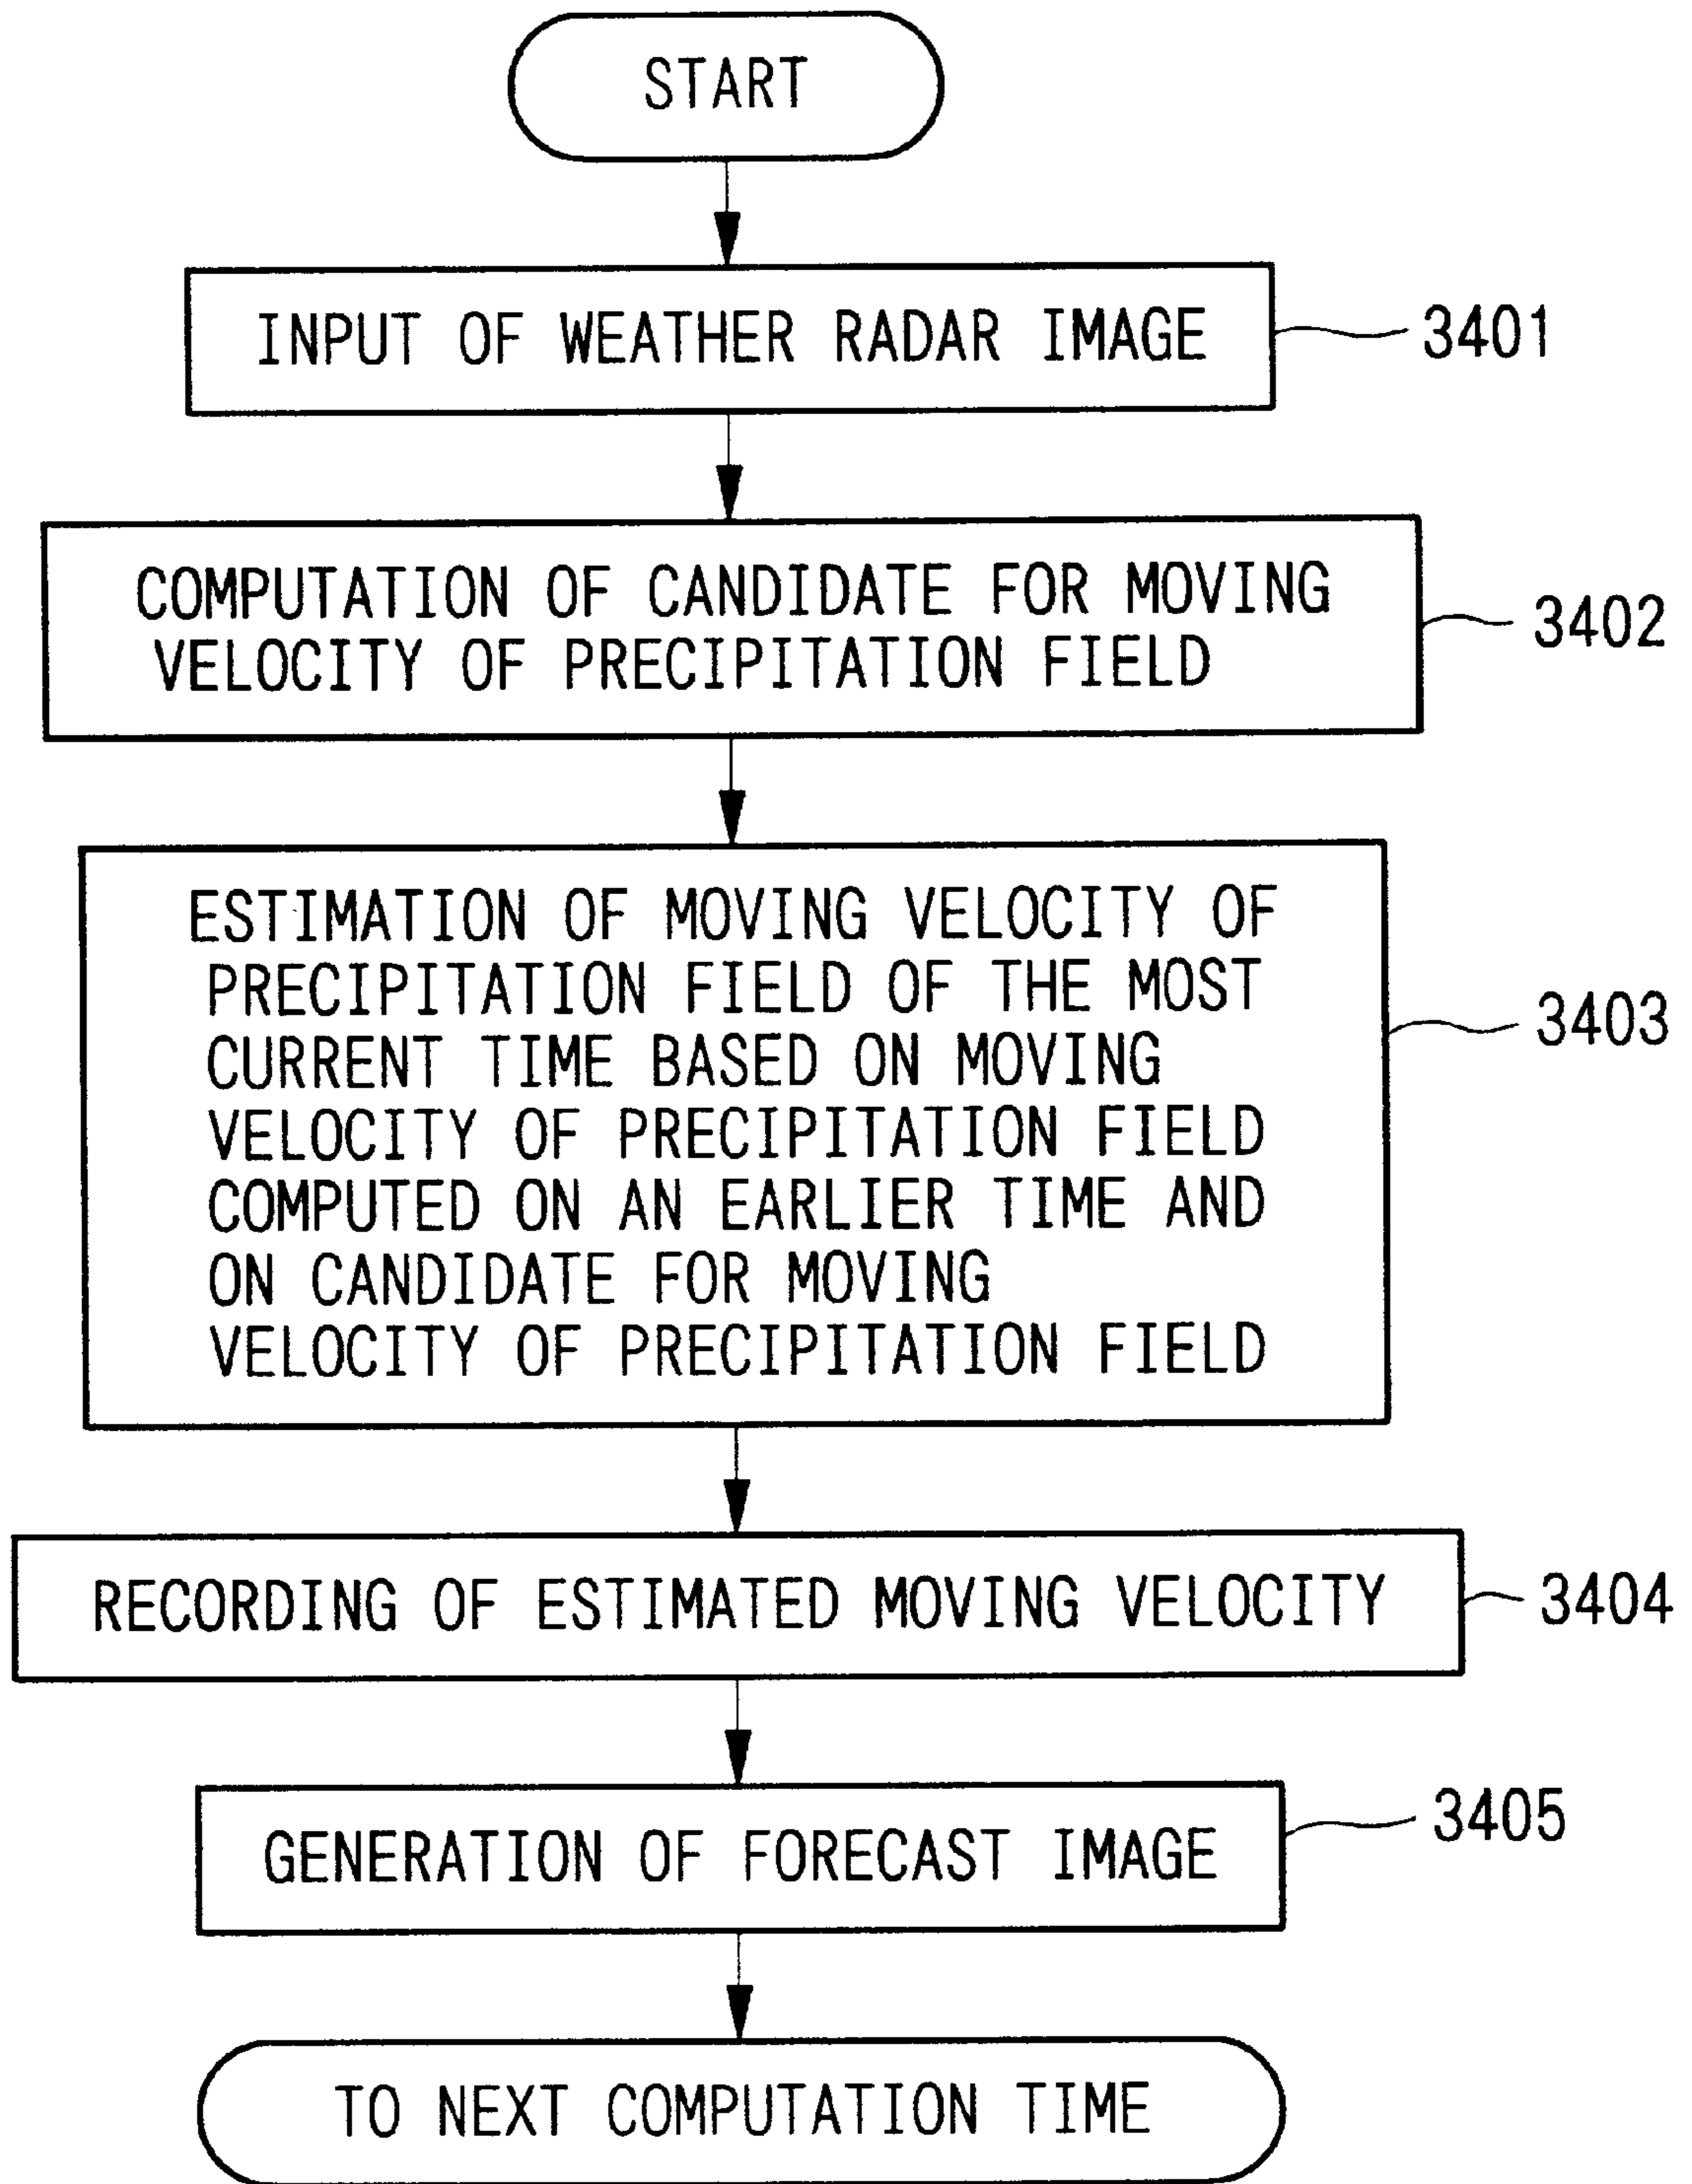 START
INPUT OF WEATHER RADAR IMAGE
3401
COMPUTATION OF CANDIDATE FOR MOVING
VELOCITY OF PRECIPITATION FIELD
3402
ESTIMATION OF MOVING VELOCITY OF
PRECIPITATION FIELD OF THE MOST
CURRENT TIME BASED ON MOVING
VELOCITY OF PRECIPITATION FIELD
COMPUTED ON AN EARLIER TIME AND
ON CANDIDATE FOR MOVING
VELOCITY OF PRECIPITATION FIELD
3403
RECORDING OF ESTIMATED MOVING VELOCITY
3404
GENERATION OF FORECAST IMAGE
3405
TO NEXT COMPUTATION TIME